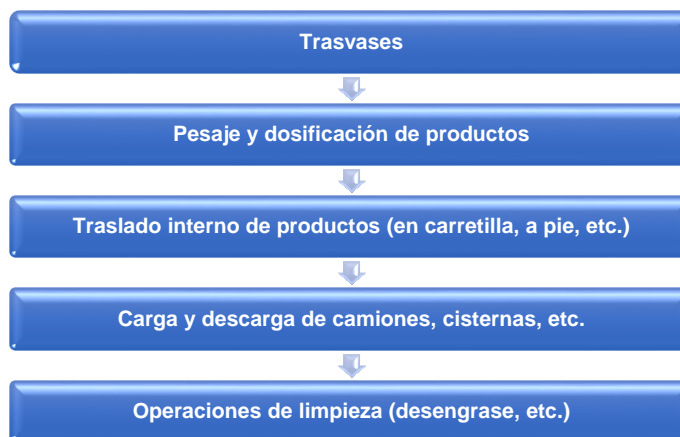 Trasvases
Pesaje y dosificación de productos
Traslado interno de productos (en carretilla, a pie, etc.)
Carga y descarga de camiones, cisternas, etc.
Operaciones de limpieza (desengrase, etc.)